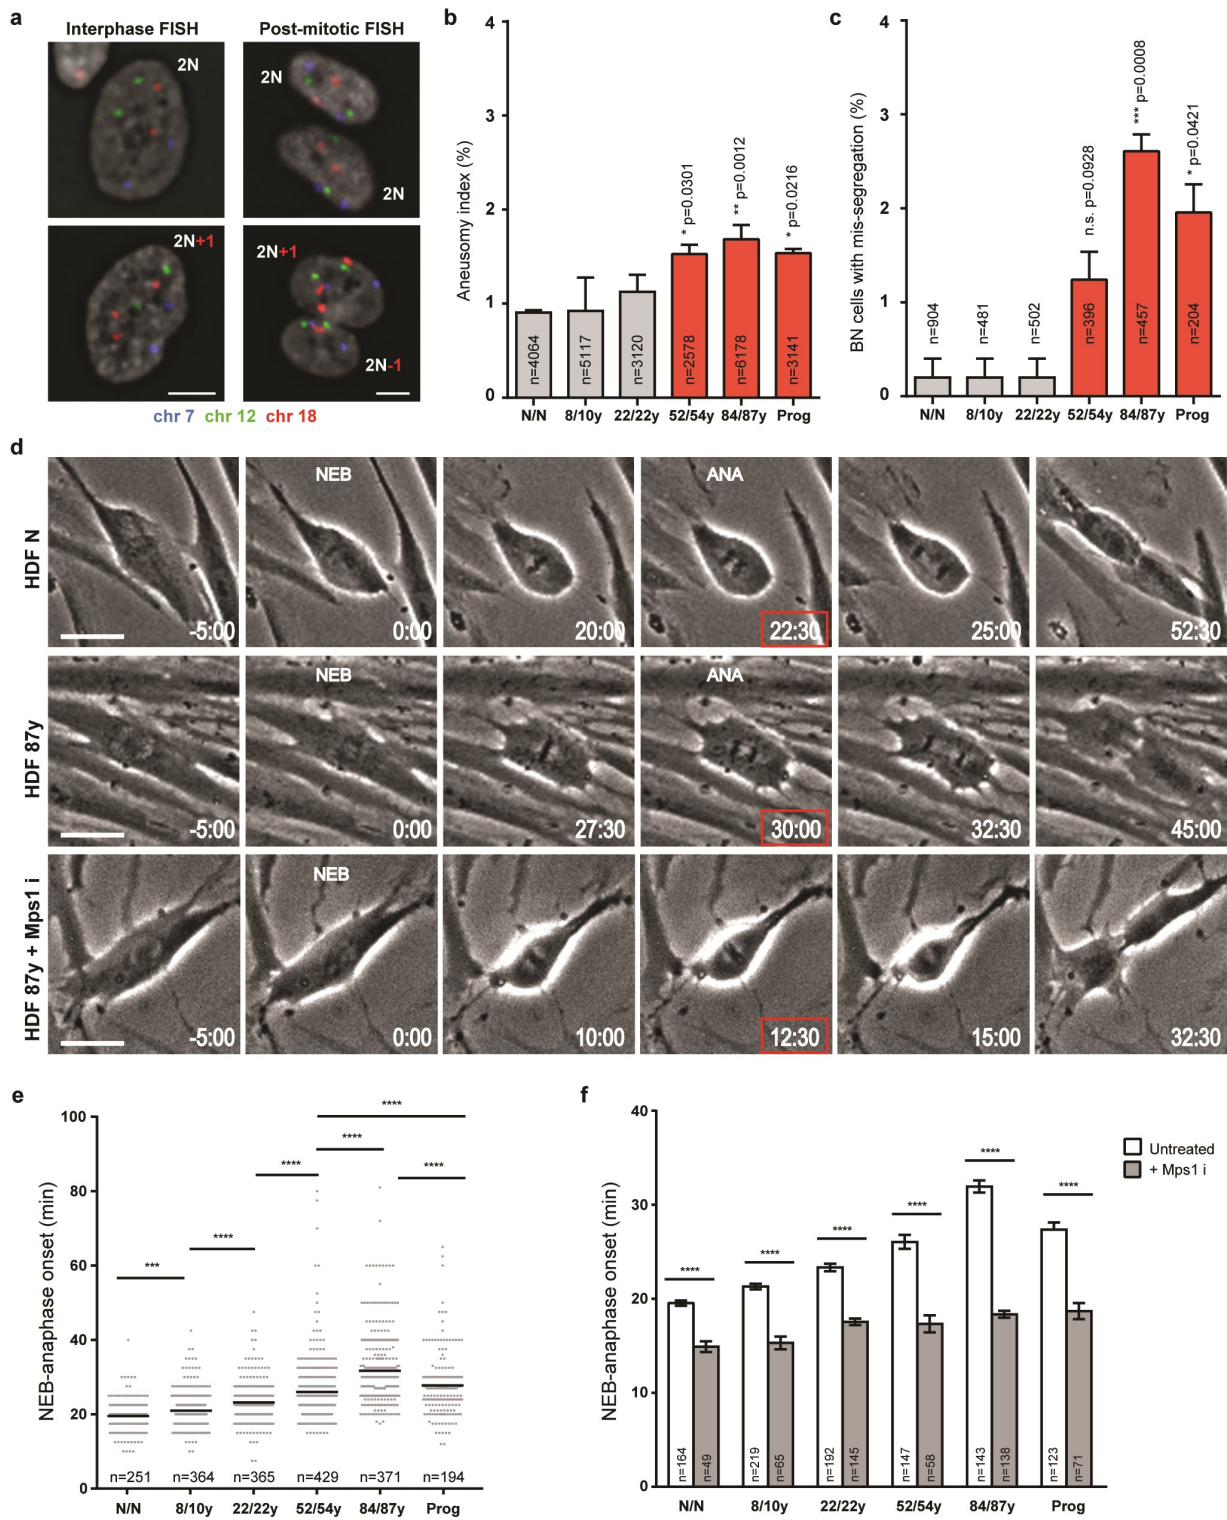 a
Interphase FISH
Post-mitotic FISH
2N
2N
2N
2N+1
2N+1
2N-1
chr 7 chr 12 chr 18
b
Aneusomy index (%)
4
3
2
1
0
n=4064
n=5117
n=3120
* p=0.0301
n=2578
** p=0.0012
n=6178
* p=0.0216
n=3141
N/N 8/10y 22/22y 52/54y 84/87y Prog
c
BN cells with mis-segregation (%)
4
3
2
1
0
n=904
n=481
n=502
n.s. p=0.0928
n=396
*** p=0.0008
n=457
* p=0.0421
n=204
N/N 8/10y 22/22y 52/54y 84/87y Prog
d
HDF N
NEB
ANA
-5:00 0:00 20:00 22:30 25:00 52:30
HDF 87y
NEB
ANA
-5:00 0:00 27:30 30:00 32:30 45:00
HDF 87y + Mps1 i
NEB
-5:00 0:00 10:00 12:30 15:00 32:30
e
NEB-anaphase onset (min)
100
80
60
40
20
0
***
****
****
****
****
****
n=251 n=364 n=365 n=429 n=371 n=194
N/N 8/10y 22/22y 52/54y 84/87y Prog
f
NEB-anaphase onset (min)
40
30
20
10
0
Untreated
+ Mps1 i
****
****
****
****
****
****
n=164
n=49
n=219
n=65
n=192
n=145
n=147
n=58
n=143
n=138
n=123
n=71
N/N 8/10y 22/22y 52/54y 84/87y Prog